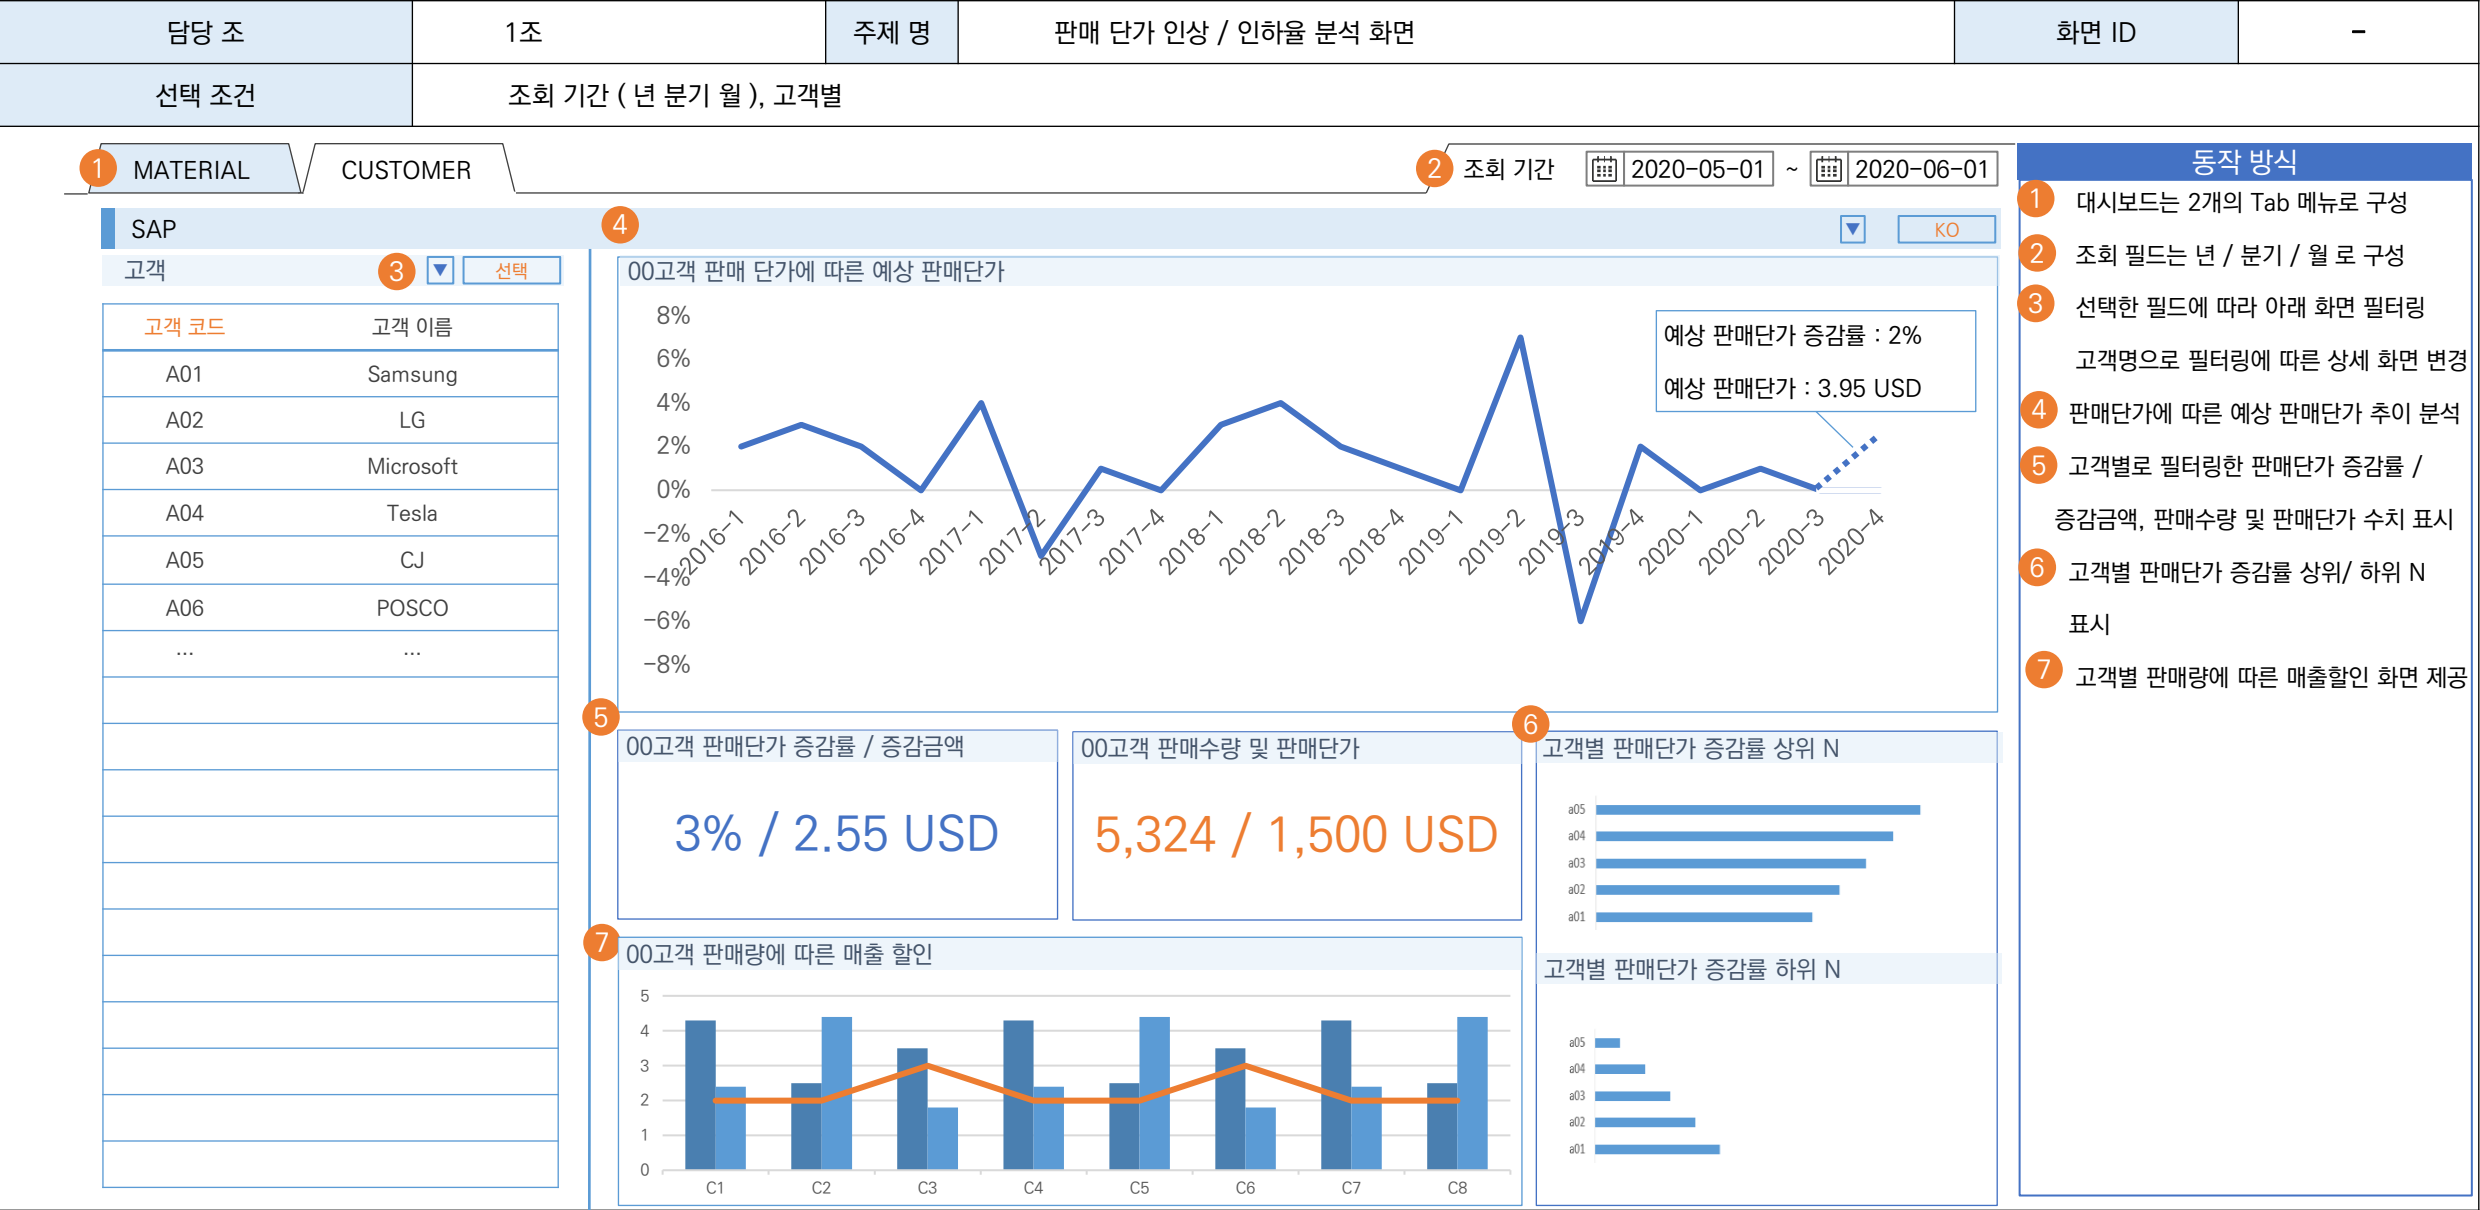 담당 조 1조 주제 명 판매 단가 인상 / 인하율 분석 화면 화면 ID -
선택 조건 조회 기간 ( 년 분기 월 ), 고객별
1 MATERIAL CUSTOMER 2 조회 기간 2020-05-01 ~ 2020-06-01
SAP 4 ▼ KO
고객 3 ▼ 선택
고객 코드 고객 이름
A01 Samsung
A02 LG
A03 Microsoft
A04 Tesla
A05 CJ
A06 POSCO
... ...
00고객 판매 단가에 따른 예상 판매단가
8%
6%
4%
2%
0%
-2%
-4%
-6%
-8%
2016-1 2016-2 2016-3 2016-4 2017-1 2017-2 2017-3 2017-4 2018-1 2018-2 2018-3 2018-4 2019-1 2019-2 2019-3 2019-4 2020-1 2020-2 2020-3 2020-4
예상 판매단가 증감률 : 2%
예상 판매단가 : 3.95 USD
5
00고객 판매단가 증감률 / 증감금액
3% / 2.55 USD
00고객 판매수량 및 판매단가
5,324 / 1,500 USD
6
고객별 판매단가 증감률 상위 N
a05
a04
a03
a02
a01
고객별 판매단가 증감률 하위 N
a05
a04
a03
a02
a01
7
00고객 판매량에 따른 매출 할인
5
4
3
2
1
0
C1 C2 C3 C4 C5 C6 C7 C8
동작 방식
1 대시보드는 2개의 Tab 메뉴로 구성
2 조회 필드는 년 / 분기 / 월 로 구성
3 선택한 필드에 따라 아래 화면 필터링
고객명으로 필터링에 따른 상세 화면 변경
4 판매단가에 따른 예상 판매단가 추이 분석
5 고객별로 필터링한 판매단가 증감률 /
증감금액, 판매수량 및 판매단가 수치 표시
6 고객별 판매단가 증감률 상위/ 하위 N
표시
7 고객별 판매량에 따른 매출할인 화면 제공